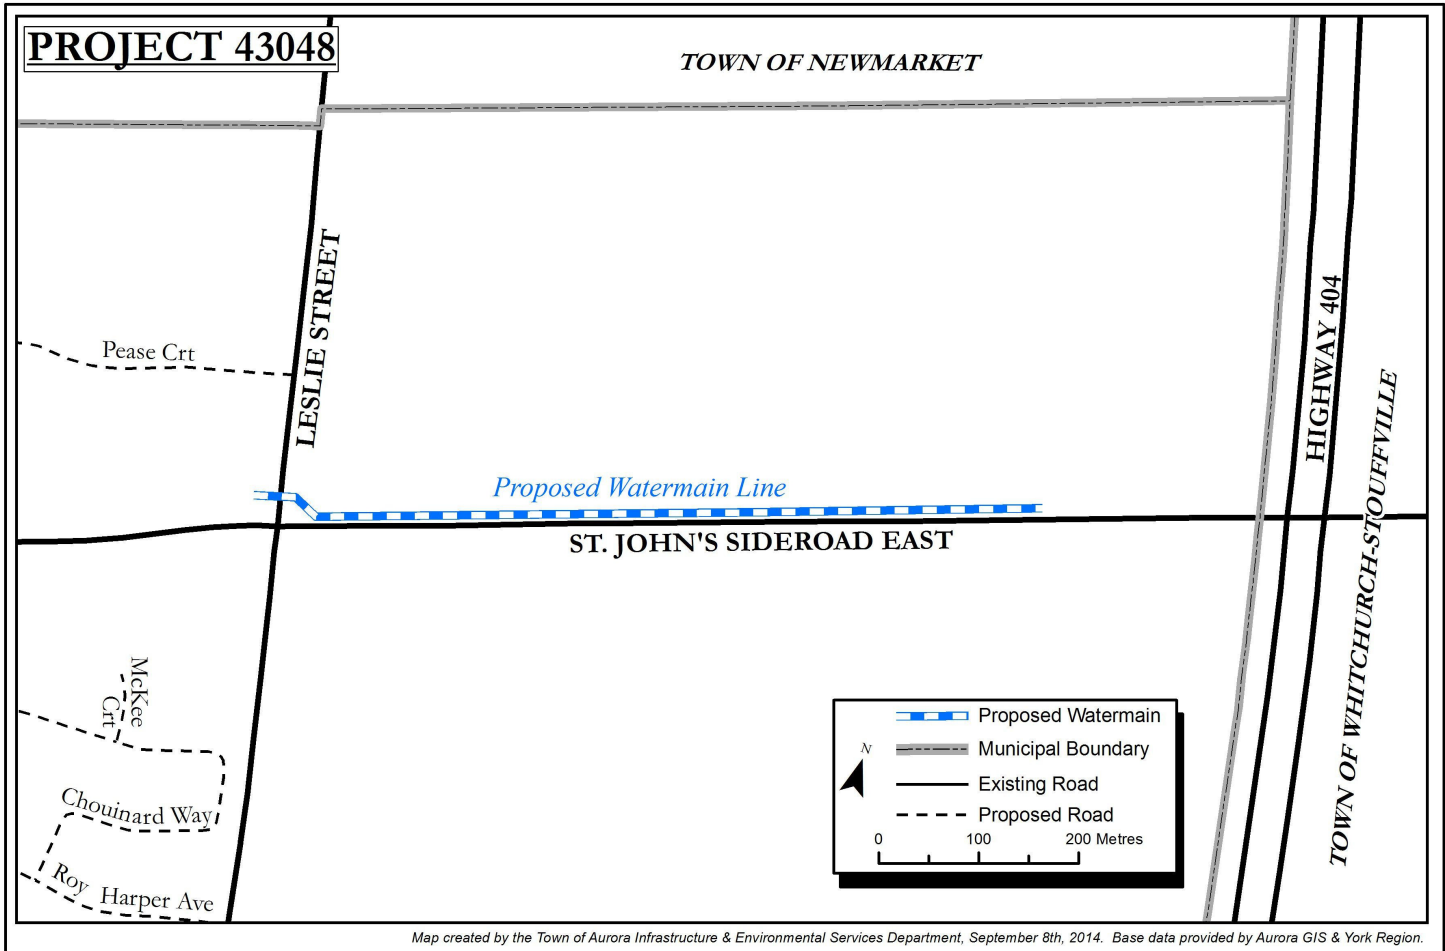 PROJECT 43048
TOWN OF NEWMARKET
LESLIE STREET
HIGHWAY 404
Pease Crt
TOWN OF WHITCHURCH-STOUFFVILLE
Proposed Watermain Line
ST. JOHN'S SIDEROAD EAST
McKee
Crt
Chouinard Way
Roy Harper Ave
Proposed Watermain
N
Municipal Boundary
Existing Road
Proposed Road
0 100 200 Metres
Map created by the Town of Aurora Infrastructure & Environmental Services Department, September 8th, 2014. Base data provided by Aurora GIS & York Region.